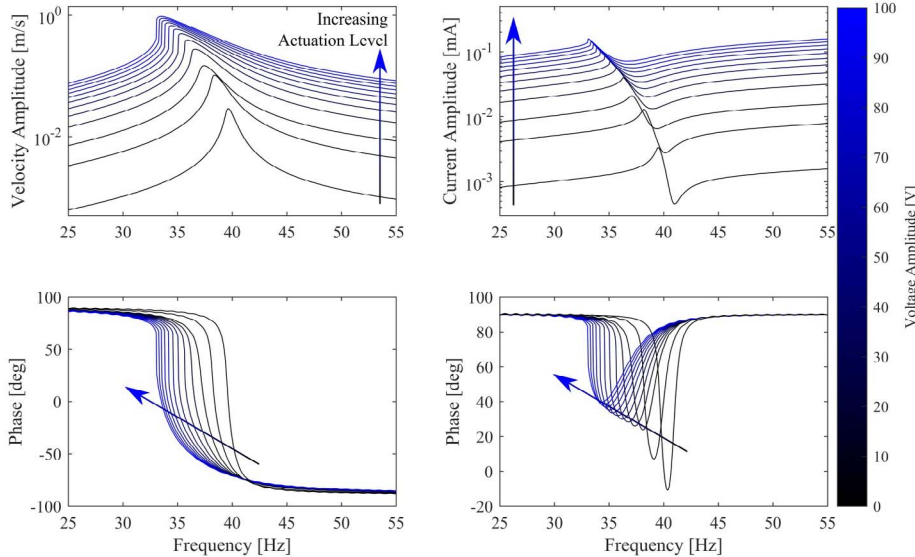 Velocity Amplitude [m/s]
10^0
10^-2
25 30 35 40 45 50 55
Increasing
Actuation Level
Current Amplitude [mA]
10^-1
10^-2
10^-3
25 30 35 40 45 50 55
Phase [deg]
100
50
0
-50
-100
25 30 35 40 45 50 55
Frequency [Hz]
Phase [deg]
100
80
60
40
20
0
-20
25 30 35 40 45 50 55
Frequency [Hz]
100
90
80
70
60
50
40
30
20
10
0
Voltage Amplitude [V]